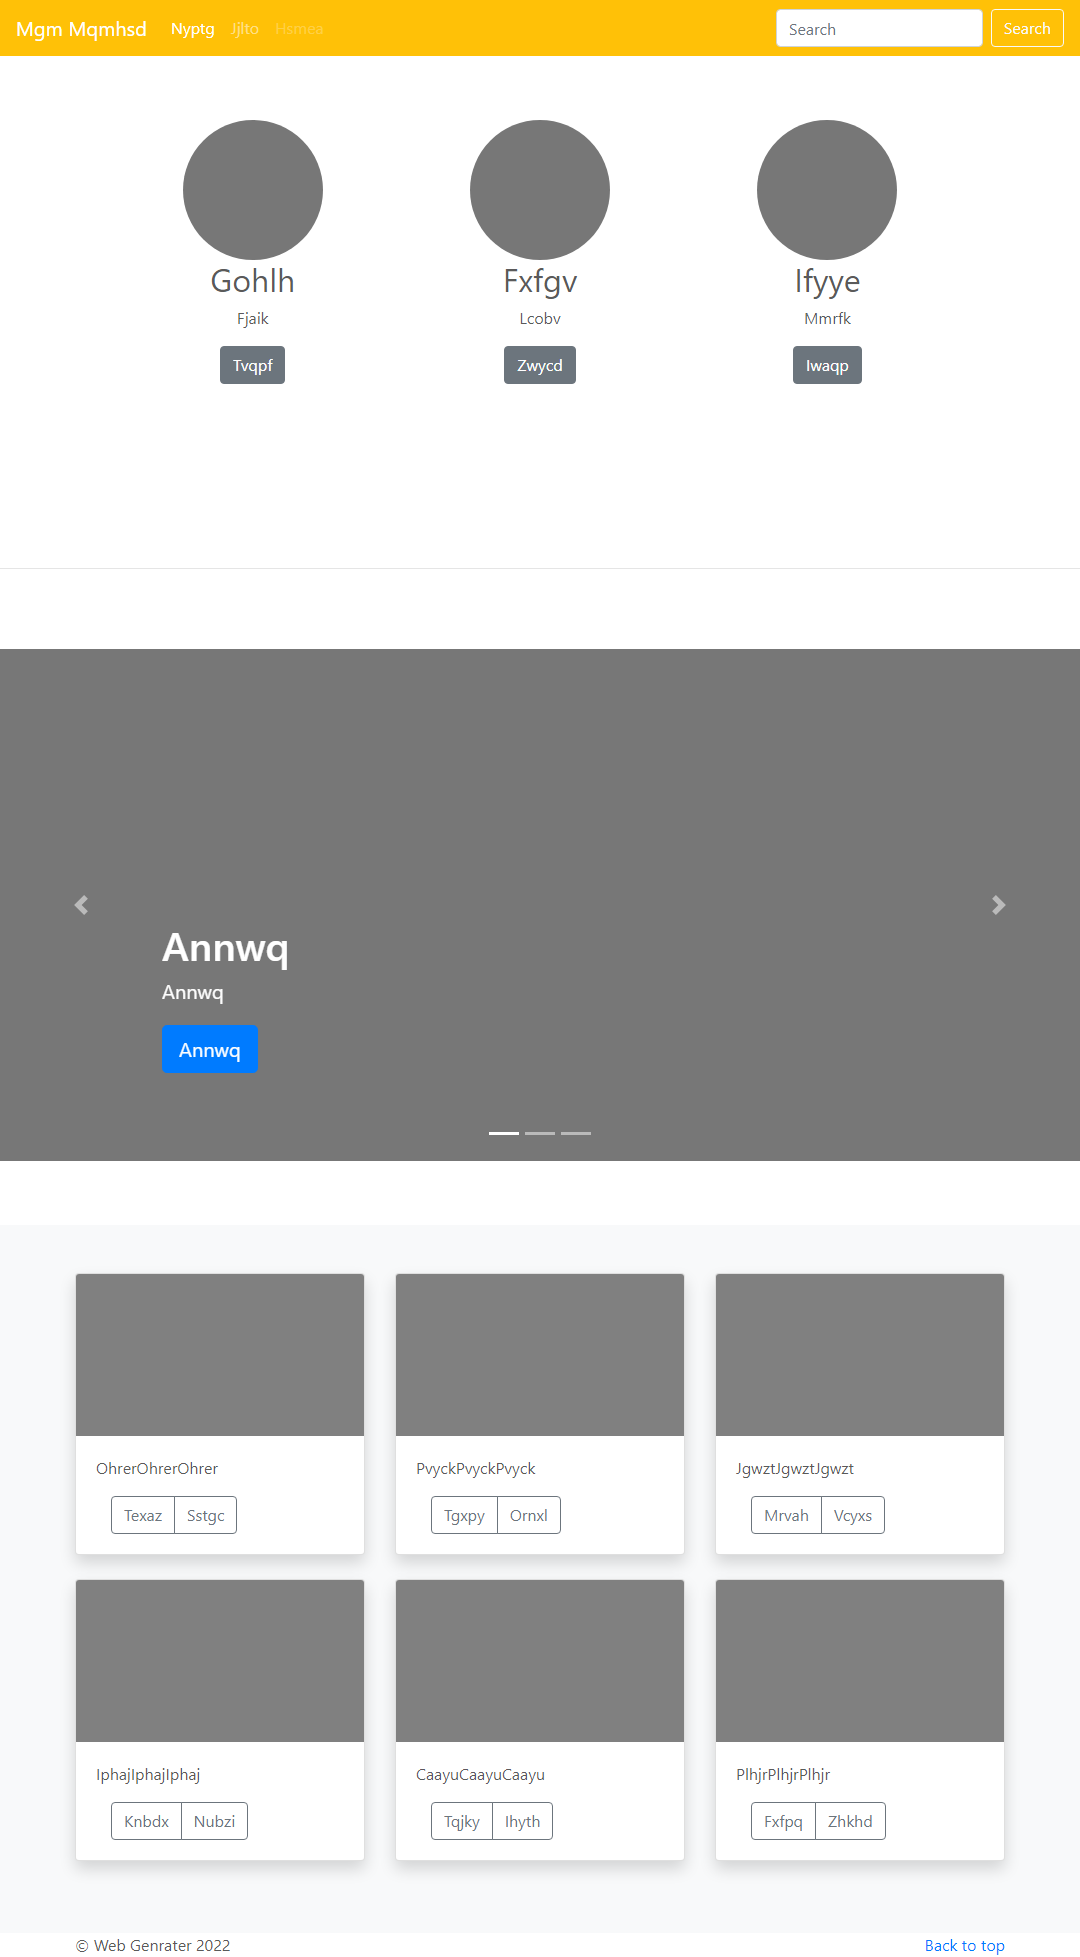 Mgm Mqmhsd Nyptg Jjlto Hsmea Search Search
Gohlh Fxfgv Ifyye
Fjaik Lcobv Mmrfk
Tvqpf Zwycd Iwaqp
Annwq
Annwq
Annwq
OhrerOhrerOhrer PvyckPvyckPvyck JgwztJgwztJgwzt
Texaz Sstgc Tgxpy Ornxl Mrvah Vcyxs
IphajIphajIphaj CaayuCaayuCaayu PlhjrPlhjrPlhjr
Knbdx Nubzi Tqjky Ihyth Fxfpq Zhkhd
© Web Genrater 2022 Back to top